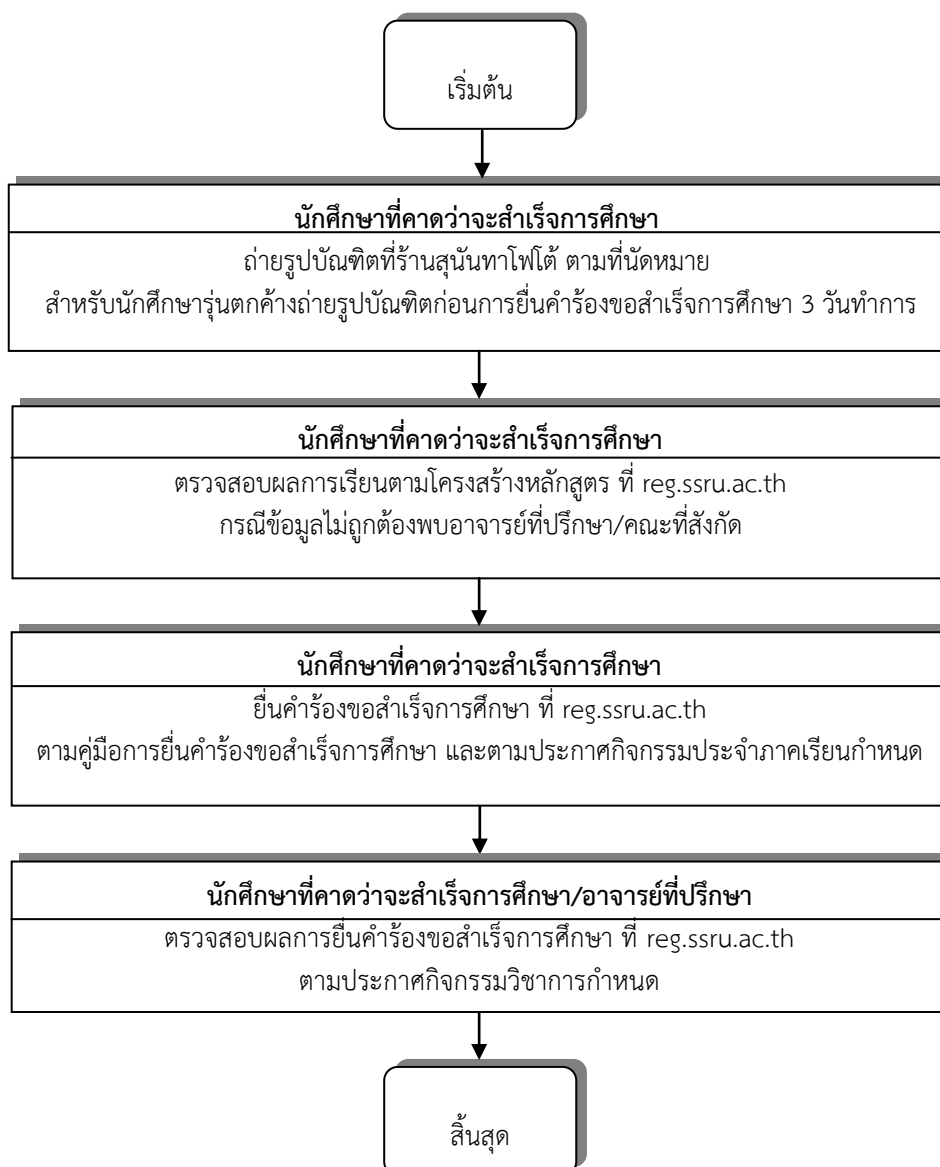 เริ่มต้น
นักศึกษาที่คาดว่าจะสำเร็จการศึกษา
ถ่ายรูปบัณฑิตที่ร้านสุนันทาโฟโต้ ตามที่นัดหมาย
สำหรับนักศึกษารุ่นตกค้างถ่ายรูปบัณฑิตก่อนการยื่นคำร้องขอสำเร็จการศึกษา 3 วันทำการ
นักศึกษาที่คาดว่าจะสำเร็จการศึกษา
ตรวจสอบผลการเรียนตามโครงสร้างหลักสูตร ที่ reg.ssru.ac.th
กรณีข้อมูลไม่ถูกต้องพบอาจารย์ที่ปรึกษา/คณะที่สังกัด
นักศึกษาที่คาดว่าจะสำเร็จการศึกษา
ยื่นคำร้องขอสำเร็จการศึกษา ที่ reg.ssru.ac.th
ตามคู่มือการยื่นคำร้องขอสำเร็จการศึกษา และตามประกาศกิจกรรมประจำภาคเรียนกำหนด
นักศึกษาที่คาดว่าจะสำเร็จการศึกษา/อาจารย์ที่ปรึกษา
ตรวจสอบผลการยื่นคำร้องขอสำเร็จการศึกษา ที่ reg.ssru.ac.th
ตามประกาศกิจกรรมวิชาการกำหนด
สิ้นสุด